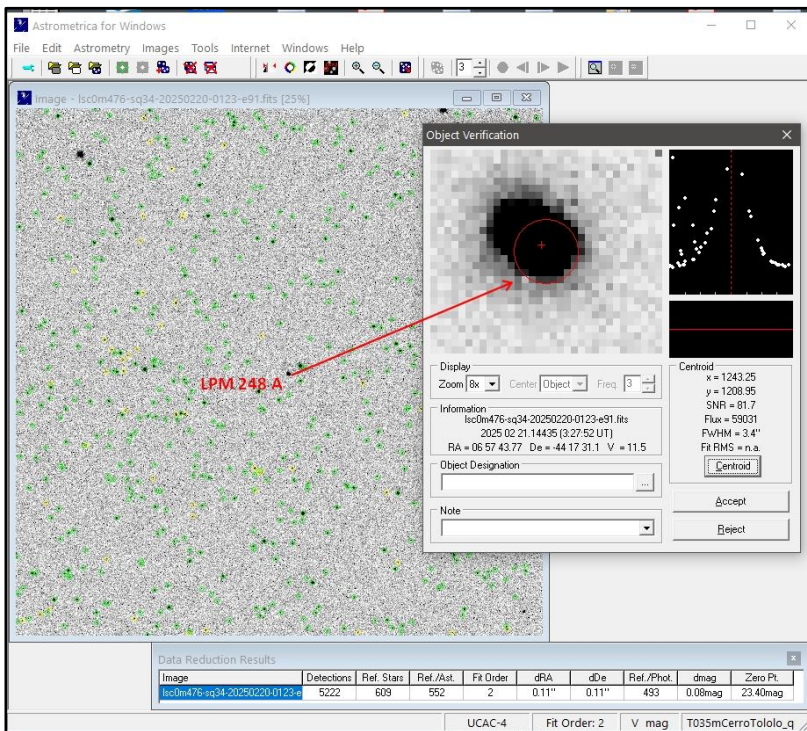 Astrometrica for Windows
File Edit Astrometry Images Tools Internet Windows Help
3
Image - lsc0m476-sq34-20250220-0123-e91.fits [25%]
LPM 248 A
Object Verification
Display
Zoom 8x Center Object Freq. 3
Information
lsc0m476-sq34-20250220-0123-e91.fits
2025 02 21.14435 (3:27:52 UT)
RA = 06 57 43.77 De = -44 17 31.1 V = 11.5
Object Designation
...
Note
Centroid
x = 1243.25
y = 1208.95
SNR = 81.7
Flux = 59031
FWHM = 3.4"
Fit RMS = n.a.
Centroid
Accept
Reject
Data Reduction Results
Image Detections Ref. Stars Ref./Ast. Fit Order dRA dDe Ref./Phot. dmag Zero Pt.
lsc0m476-sq34-20250220-0123-e 5222 609 552 2 0.11" 0.11" 493 0.08mag 23.40mag
UCAC-4 Fit Order: 2 V mag T035mCerroTololo_q